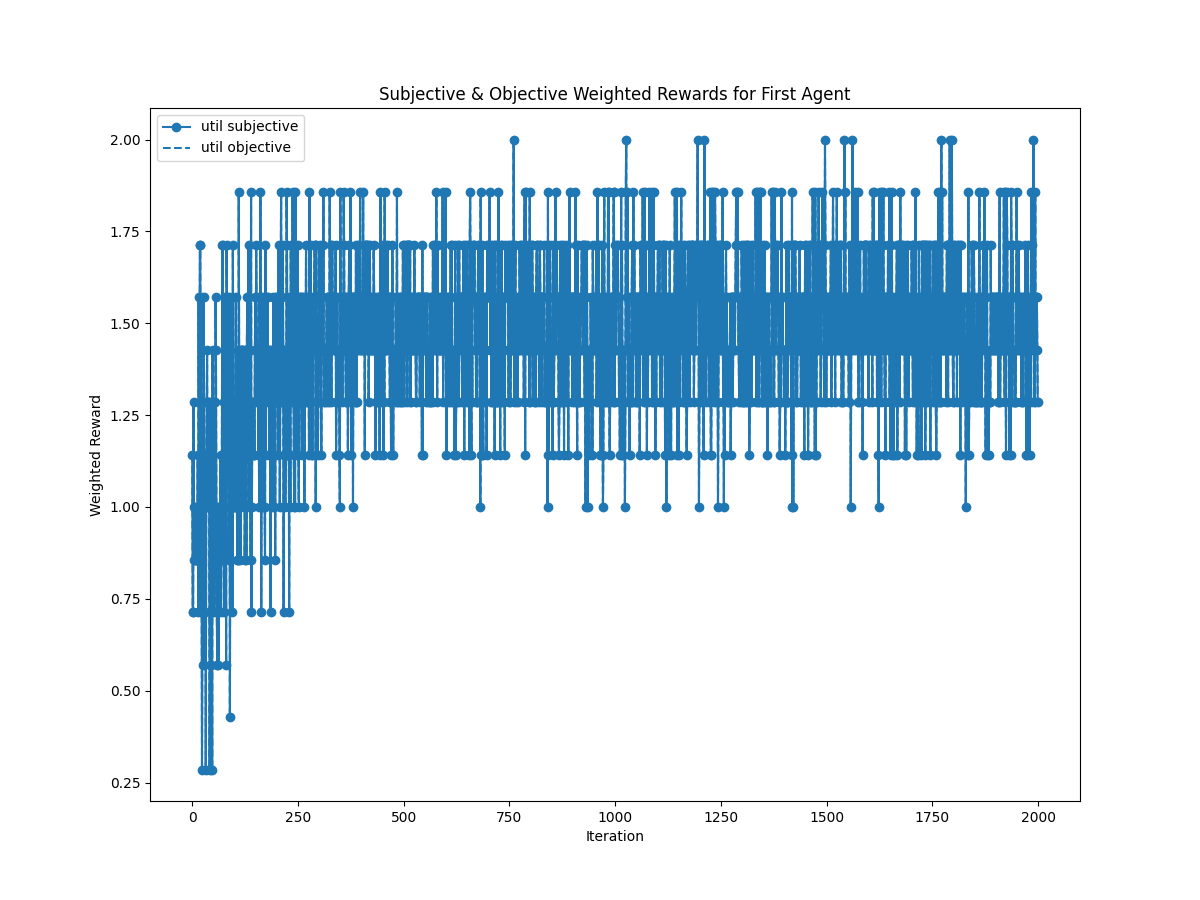 Subjective & Objective Weighted Rewards for First Agent
util subjective
util objective
2.00
1.75
1.50
1.25
1.00
0.75
0.50
0.25
Weighted Reward
0 250 500 750 1000 1250 1500 1750 2000
Iteration